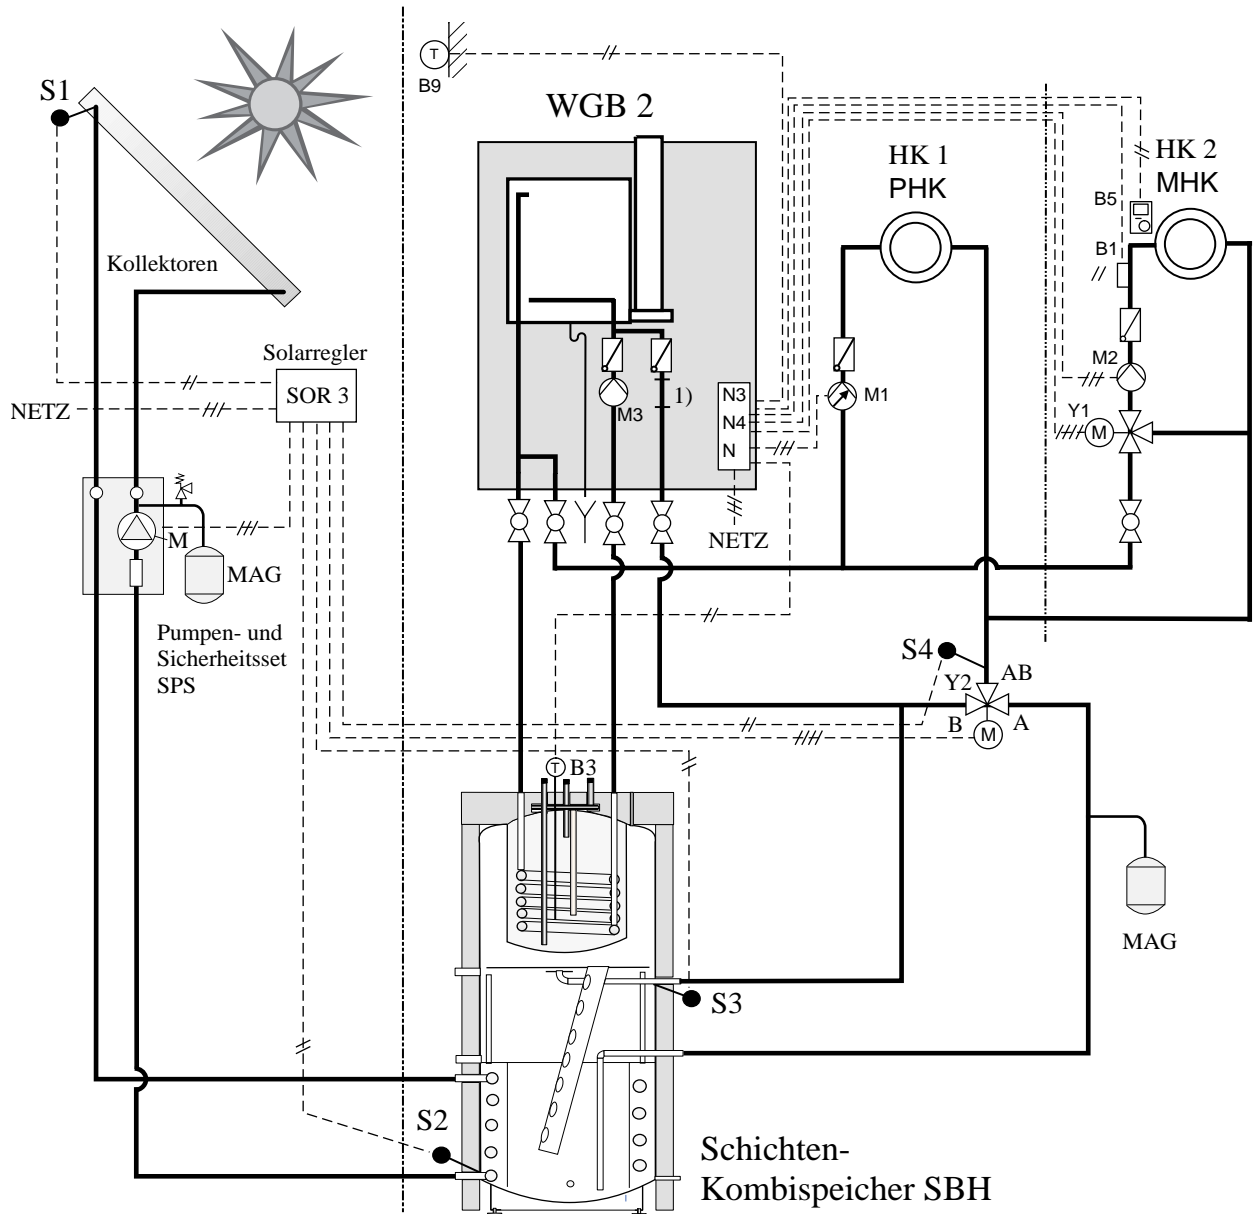 T
B9
S1
WGB 2
HK 1
PHK
HK 2
MHK
B5
B1
//
Kollektoren
Solarregler
SOR 3
NETZ
M2
Y1
M
M3
1)
N3
N4
N
M1
NETZ
M
MAG
Pumpen- und
Sicherheitsset
SPS
S4
AB
Y2
B
A
M
T
B3
MAG
S3
S2
Schichten-
Kombispeicher SBH